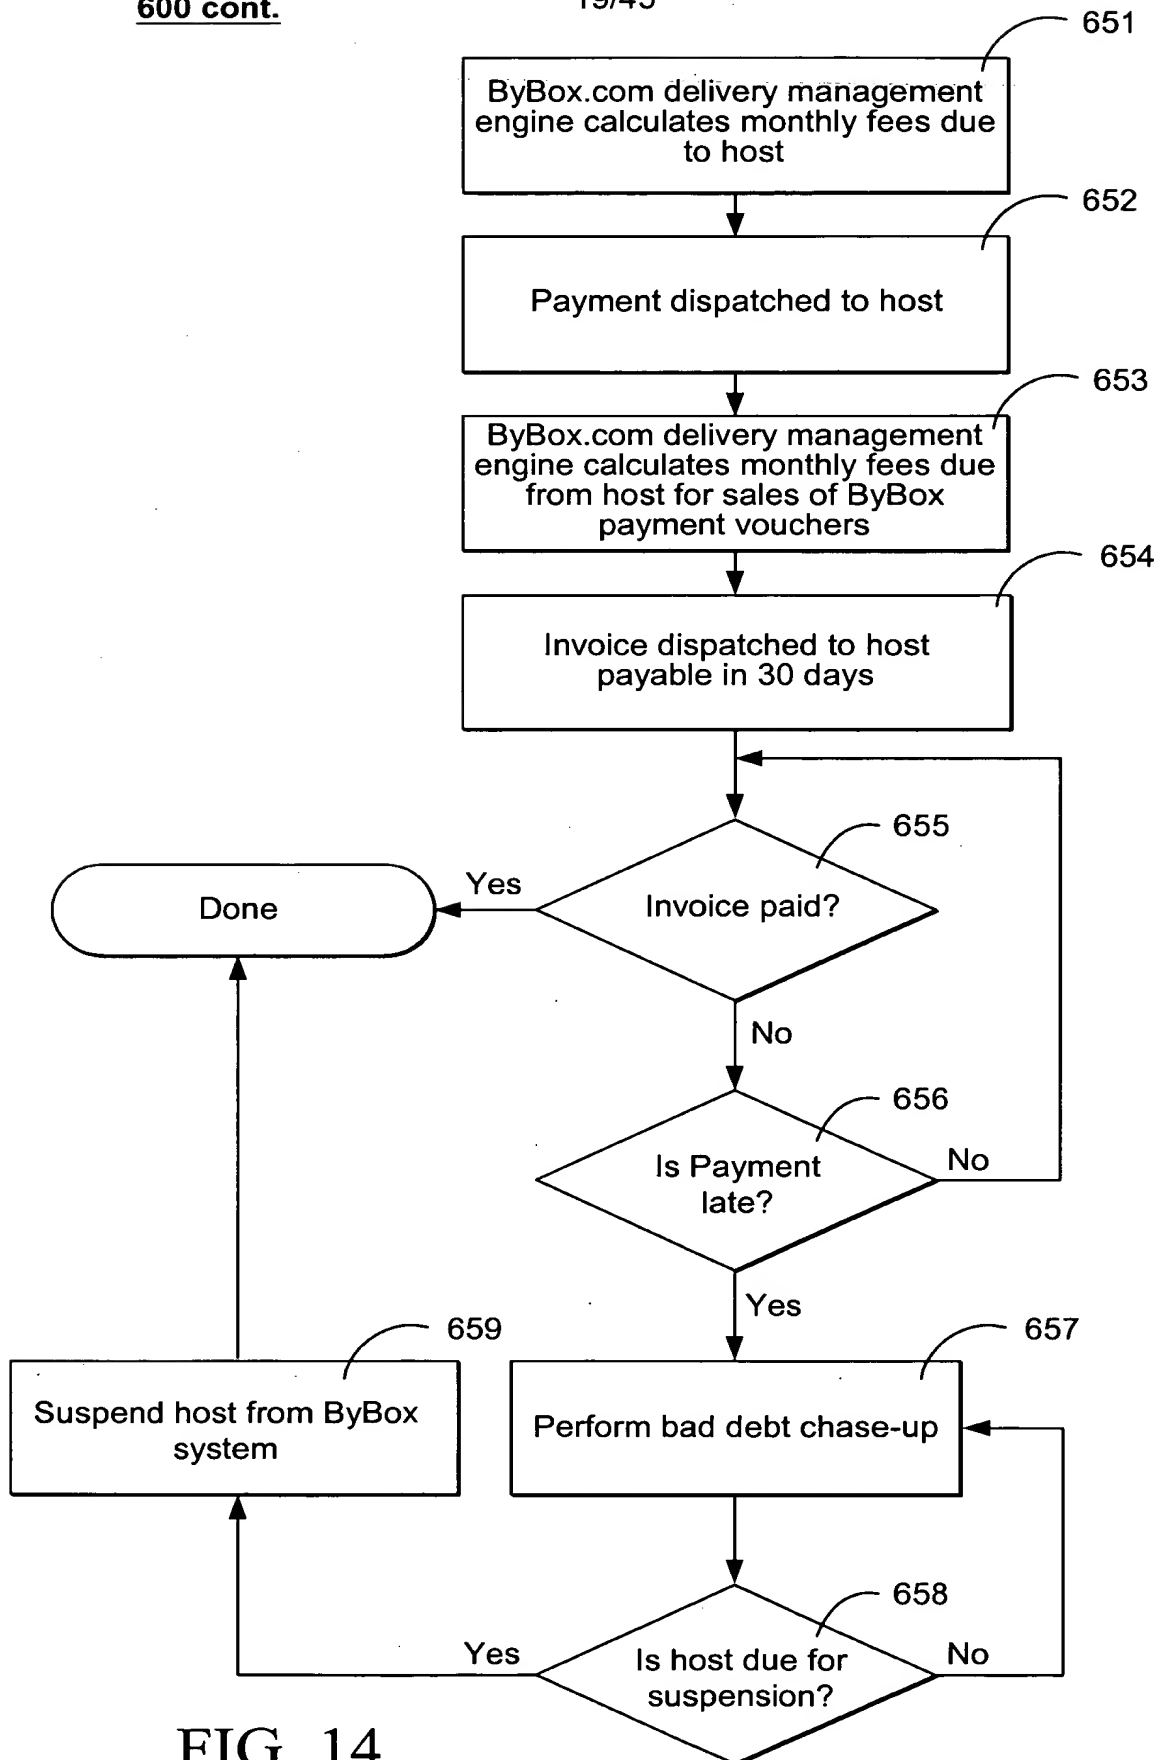 600 cont.
19/45
651
ByBox.com delivery management
engine calculates monthly fees due
to host
652
Payment dispatched to host
653
ByBox.com delivery management
engine calculates monthly fees due
from host for sales of ByBox
payment vouchers
654
Invoice dispatched to host
payable in 30 days
655
Invoice paid?
Yes
Done
No
656
Is Payment
late?
No
Yes
659
657
Suspend host from ByBox
system
Perform bad debt chase-up
658
Yes
Is host due for
suspension?
No
FIG. 14